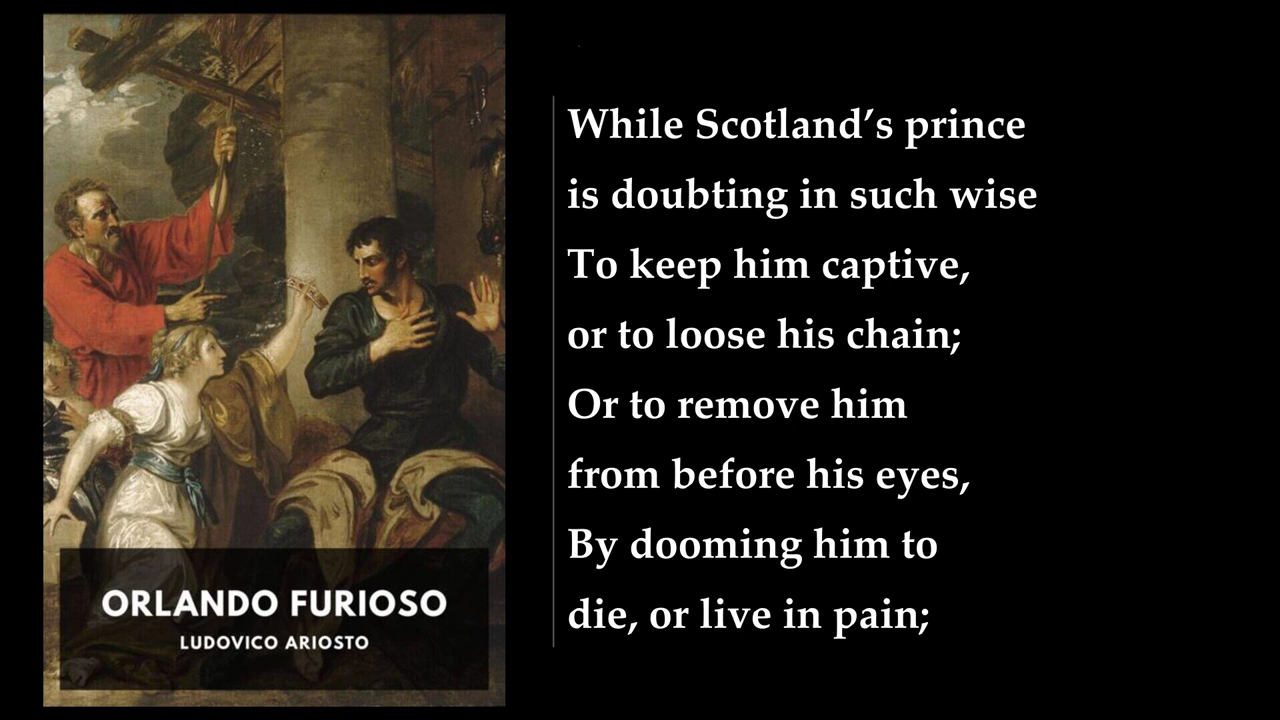 ORLANDO FURIOSO
LUDOVICO ARIOSTO
While Scotland’s prince
is doubting in such wise
To keep him captive,
or to loose his chain;
Or to remove him
from before his eyes,
By dooming him to
die, or live in pain;